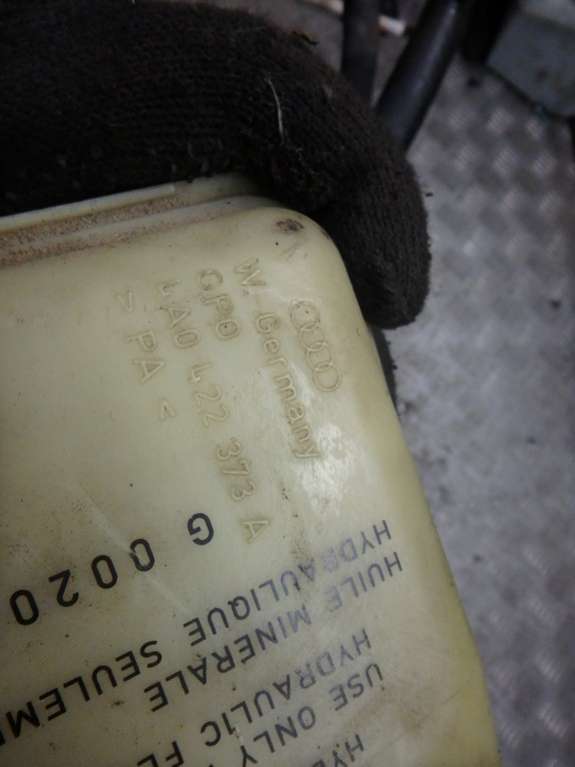 W. Germany
GPO
4A0 422 373 A
> PA <
USE ONLY
HYDRAULIC
HUILE MINERALE
HYDRAULIQUE SEULEM
G 0020